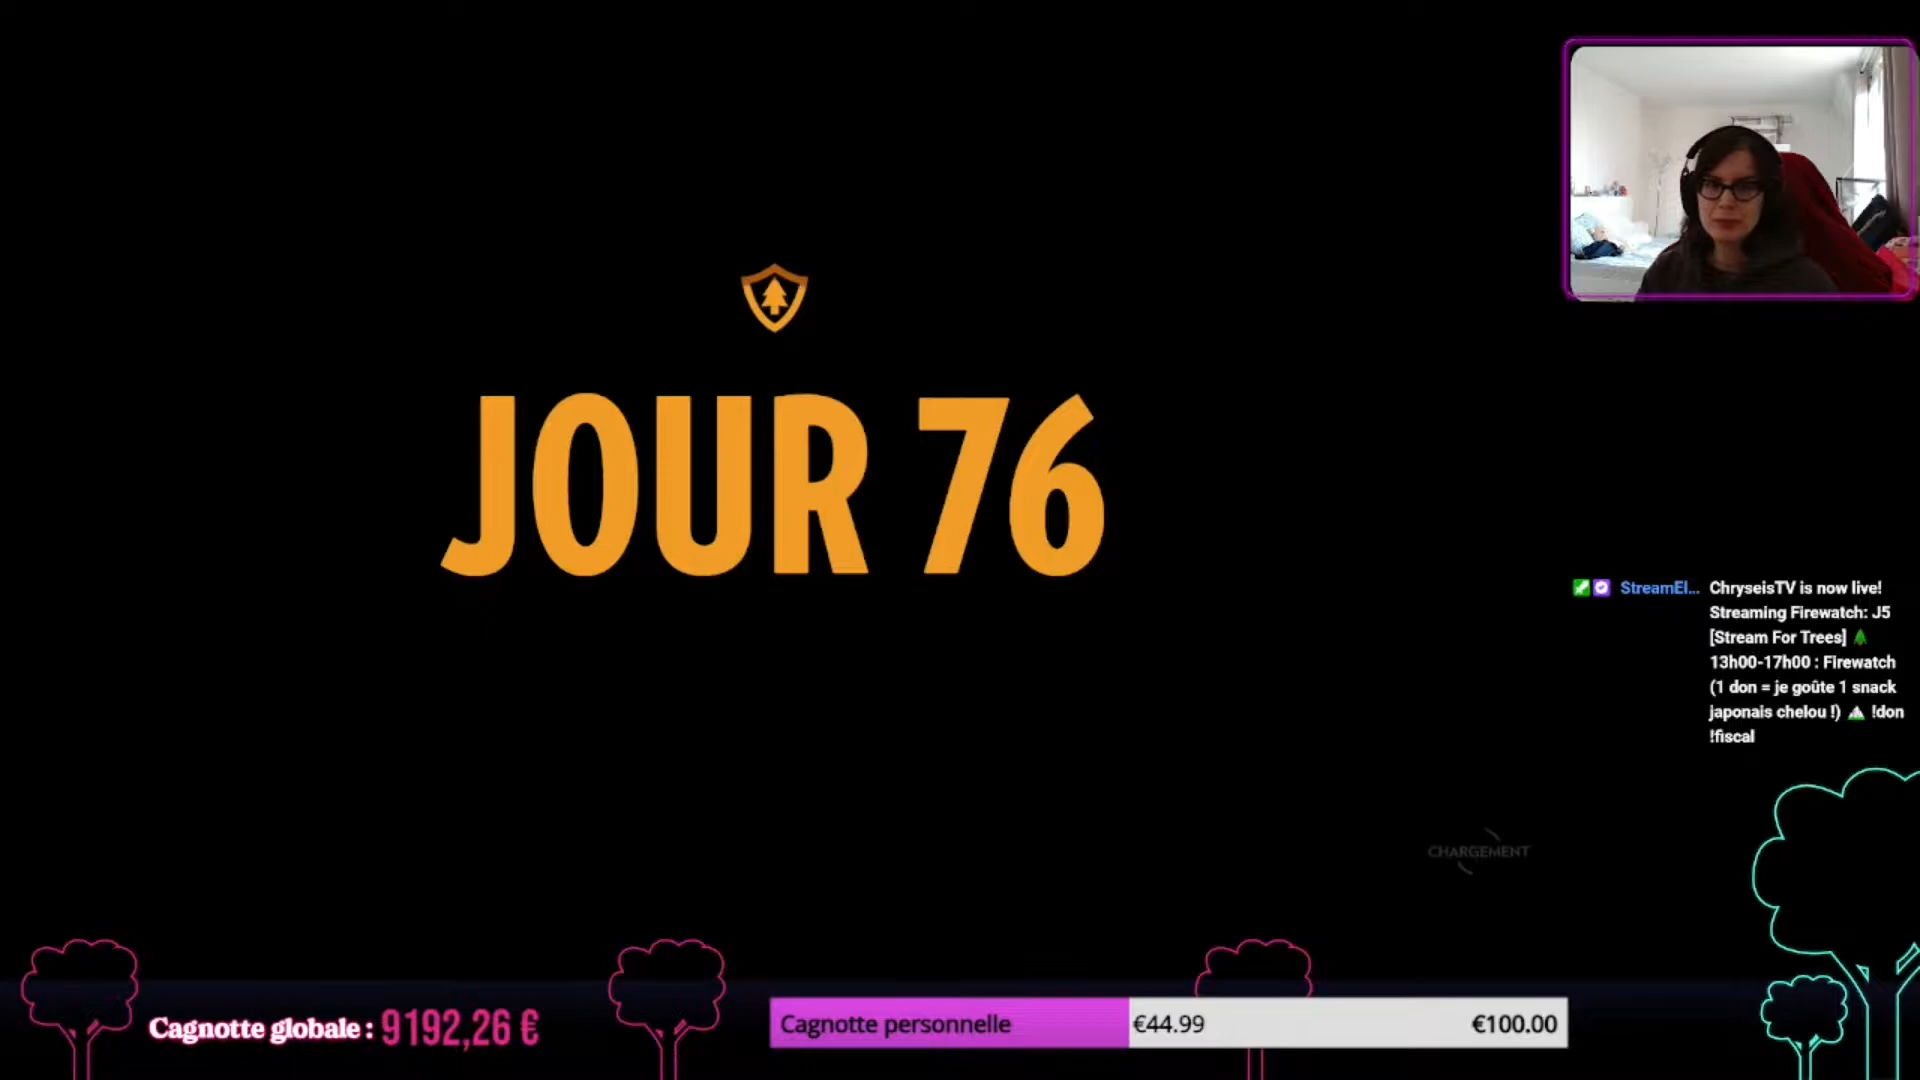 JOUR 76
StreamEl... ChryseisTV is now live!
Streaming Firewatch: J5
[Stream For Trees]
13h00-17h00 : Firewatch
(1 don = je goûte 1 snack
japonais chelou !) !don
!fiscal
CHARGEMENT
Cagnotte globale : 9192,26 €
Cagnotte personnelle €44.99 €100.00